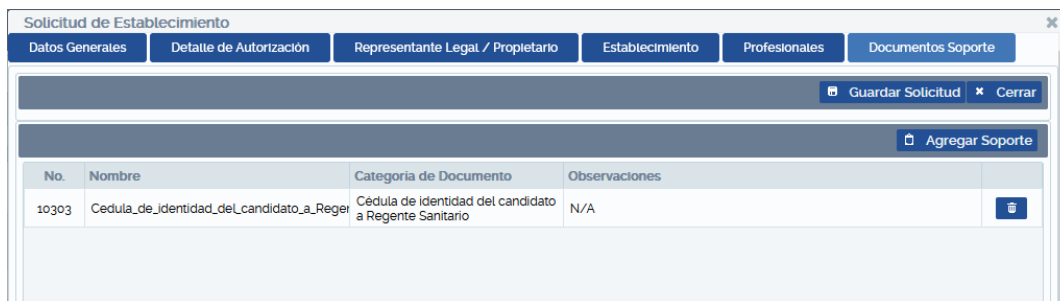 Solicitud de Establecimiento
Datos Generales Detalle de Autorización Representante Legal / Propietario Establecimiento Profesionales Documentos Soporte
Guardar Solicitud Cerrar
Agregar Soporte
No. Nombre Categoria de Documento Observaciones
10303 Cedula_de_identidad_del_candidato_a_Reger Cédula de identidad del candidato N/A
a Regente Sanitario